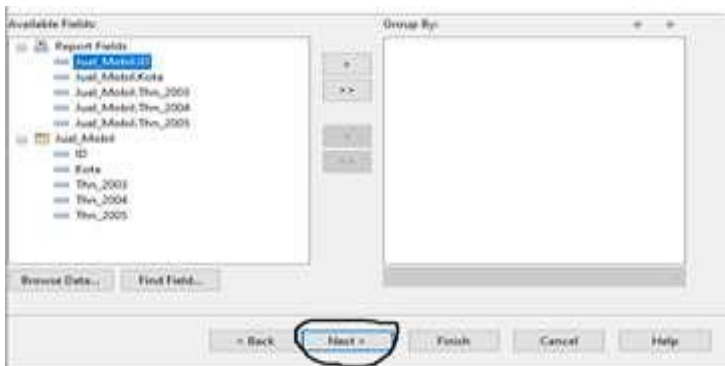 Available Fields:
Group By:
Report Fields
Jual_Mobil.ID
Jual_Mobil.Kota
Jual_Mobil.Thn_2003
Jual_Mobil.Thn_2004
Jual_Mobil.Thn_2005
Jual_Mobil
ID
Kota
Thn_2003
Thn_2004
Thn_2005
>
>>
<
<<
Browse Data...
Find Field...
< Back
Next >
Finish
Cancel
Help